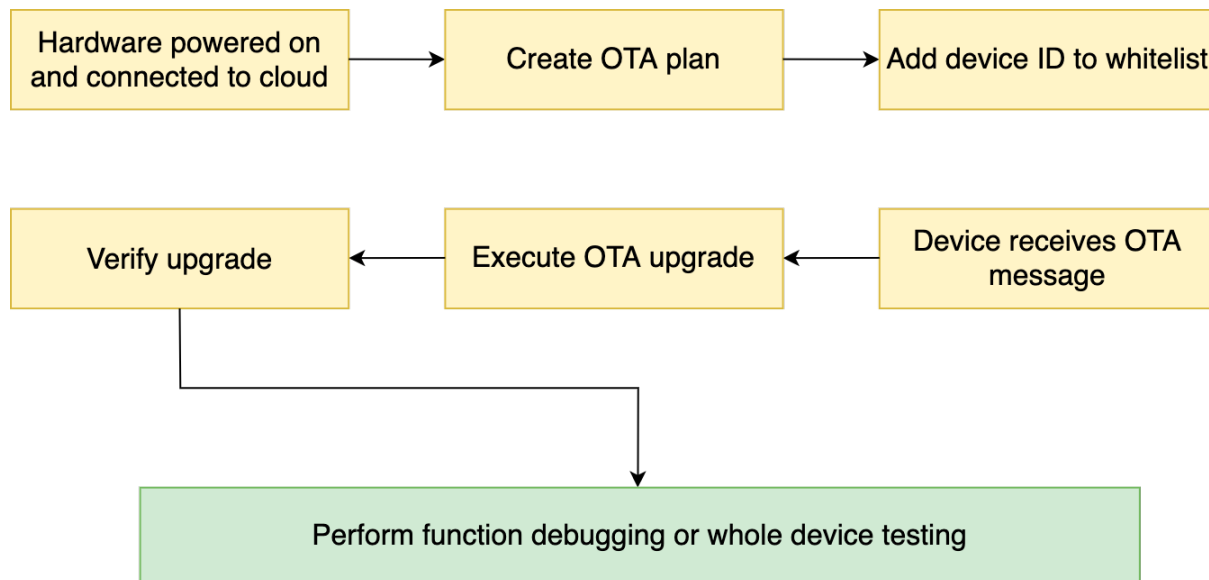 Hardware powered on
and connected to cloud
Create OTA plan
Add device ID to whitelist
Device receives OTA
message
Execute OTA upgrade
Verify upgrade
Perform function debugging or whole device testing